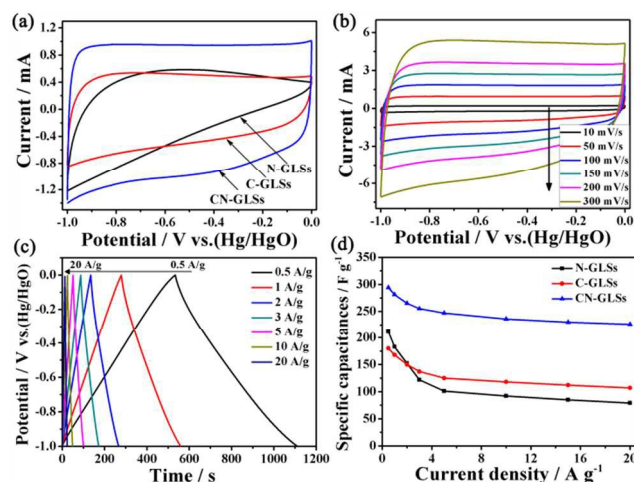 (a)
Current / mA
1.2
0.8
0.4
0.0
-0.4
-0.8
-1.2
N-GLSs
C-GLSs
CN-GLSs
-1.0 -0.8 -0.6 -0.4 -0.2 0.0
Potential / V vs.(Hg/HgO)
(b)
Current / mA
6
3
0
-3
-6
10 mV/s
50 mV/s
100 mV/s
150 mV/s
200 mV/s
300 mV/s
-1.0 -0.8 -0.6 -0.4 -0.2 0.0
Potential / V vs.(Hg/HgO)
(c)
Potential / V vs.(Hg/HgO)
20 A/g 0.5 A/g
0.0
-0.2
-0.4
-0.6
-0.8
-1.0
0.5 A/g
1 A/g
2 A/g
3 A/g
5 A/g
10 A/g
20 A/g
0 200 400 600 800 1000 1200
Time / s
(d)
Specific capacitances / F g⁻¹
400
350
300
250
200
150
100
50
0
N-GLSs
C-GLSs
CN-GLSs
0 4 8 12 16 20
Current density / A g⁻¹